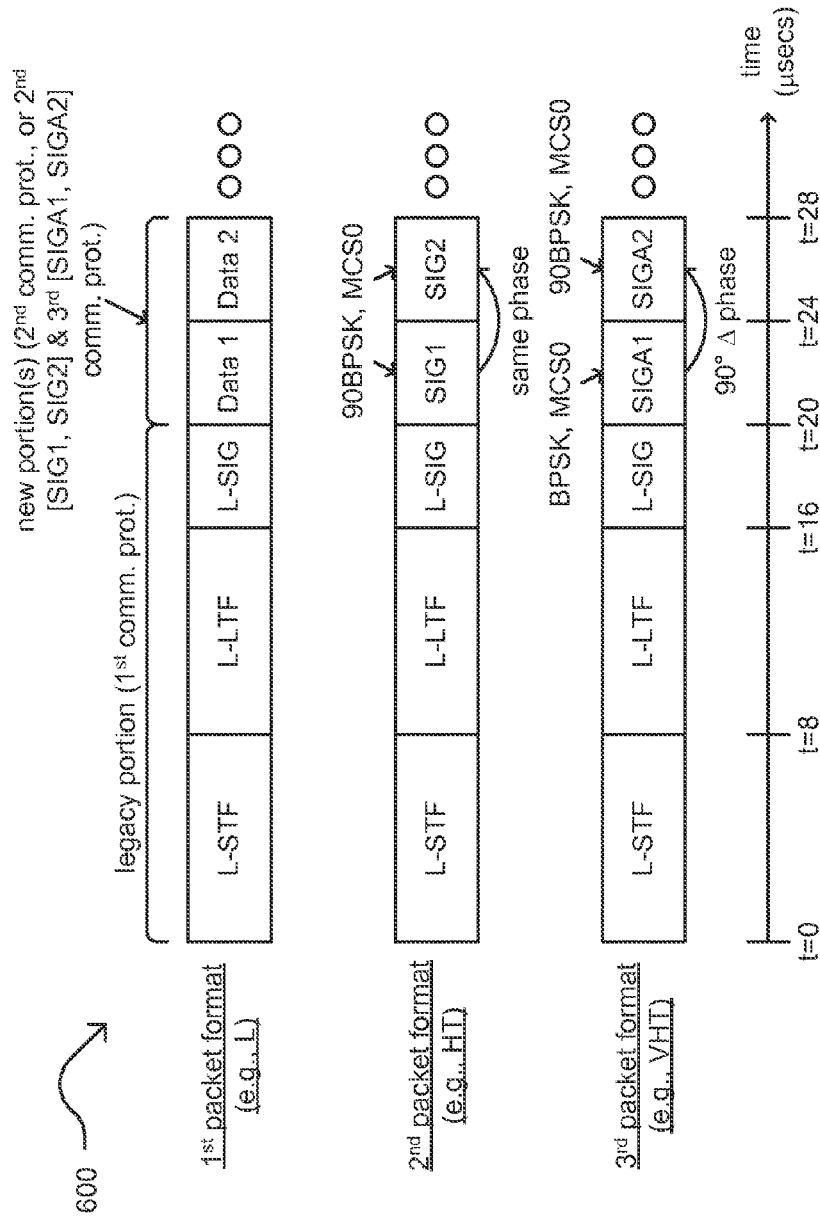 600
new portion(s) (2nd comm. prot., or 2nd
[SIG1, SIG2] & 3rd [SIGA1, SIGA2]
comm. prot.)
legacy portion (1st comm. prot.)
1st packet format
(e.g., L)
L-STF
L-LTF
L-SIG
Data 1
Data 2
90BPSK, MCS0
2nd packet format
(e.g., HT)
L-STF
L-LTF
L-SIG
SIG1
SIG2
same phase
BPSK, MCS0
90BPSK, MCS0
3rd packet format
(e.g., VHT)
L-STF
L-LTF
L-SIG
SIGA1
SIGA2
90° Δ phase
t=0
t=8
t=16
t=20
t=24
t=28
time
(μsecs)